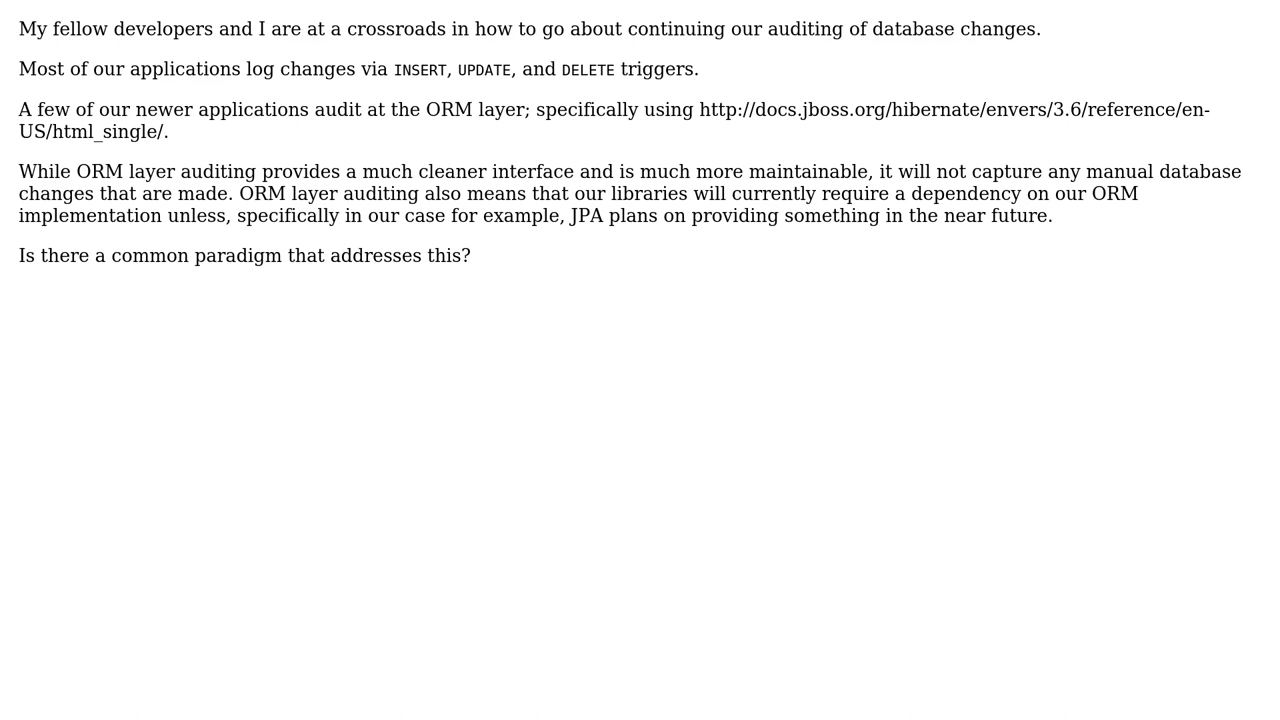 My fellow developers and I are at a crossroads in how to go about continuing our auditing of database changes.
Most of our applications log changes via INSERT, UPDATE, and DELETE triggers.
A few of our newer applications audit at the ORM layer; specifically using http://docs.jboss.org/hibernate/envers/3.6/reference/en-
US/html_single/.
While ORM layer auditing provides a much cleaner interface and is much more maintainable, it will not capture any manual database
changes that are made. ORM layer auditing also means that our libraries will currently require a dependency on our ORM
implementation unless, specifically in our case for example, JPA plans on providing something in the near future.
Is there a common paradigm that addresses this?